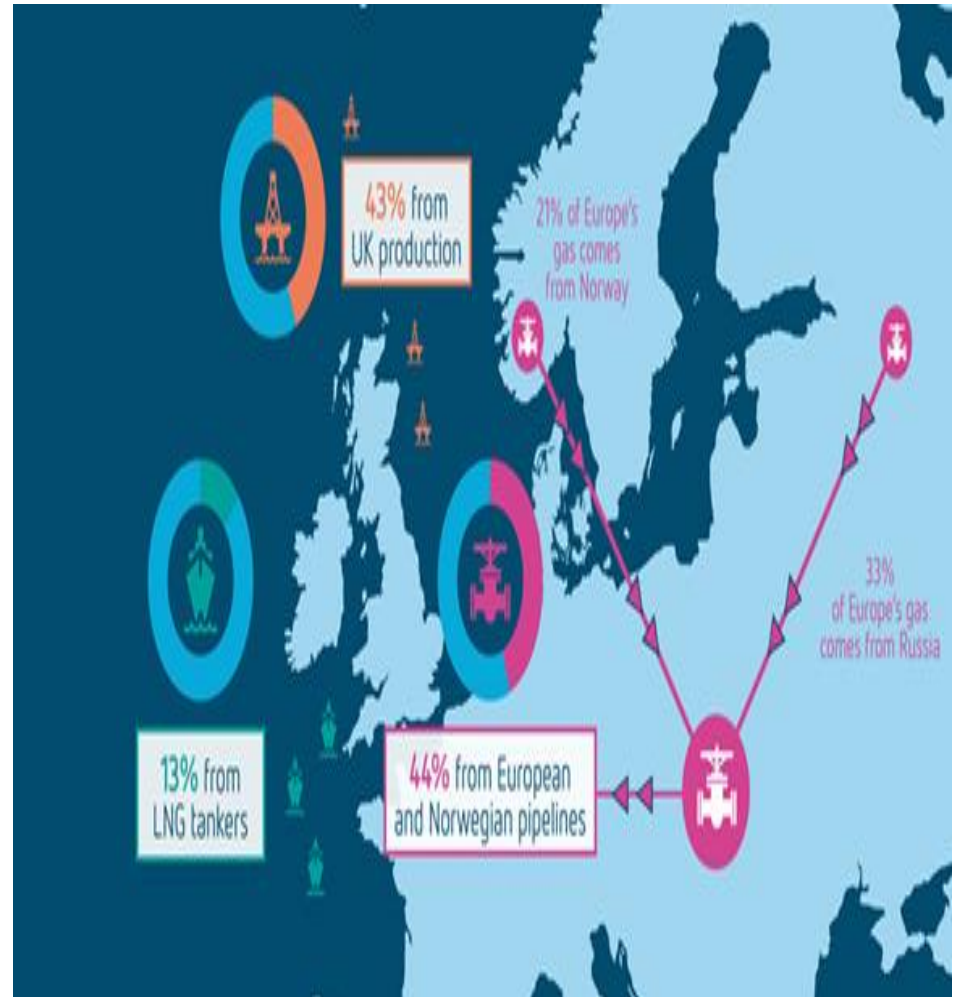 43% from
UK production
21% of Europe's
gas comes
from Norway
33%
of Europe's gas
comes from Russia
13% from
LNG tankers
44% from European
and Norwegian pipelines